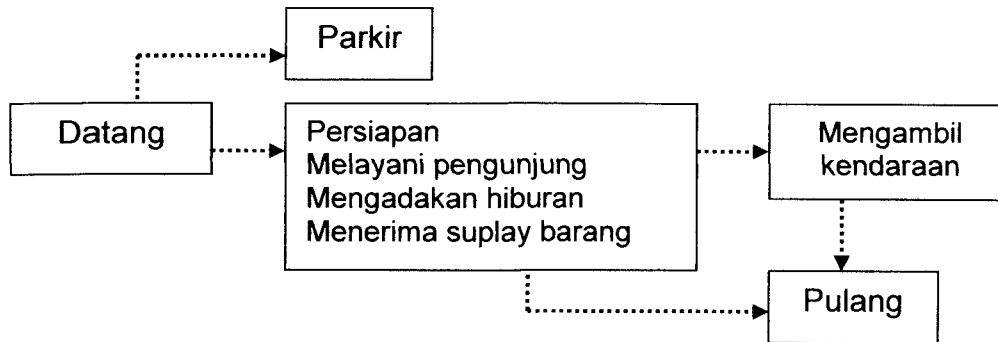 Parkir
Datang
Persiapan
Melayani pengunjung
Mengadakan hiburan
Menerima suplay barang
Mengambil
kendaraan
Pulang